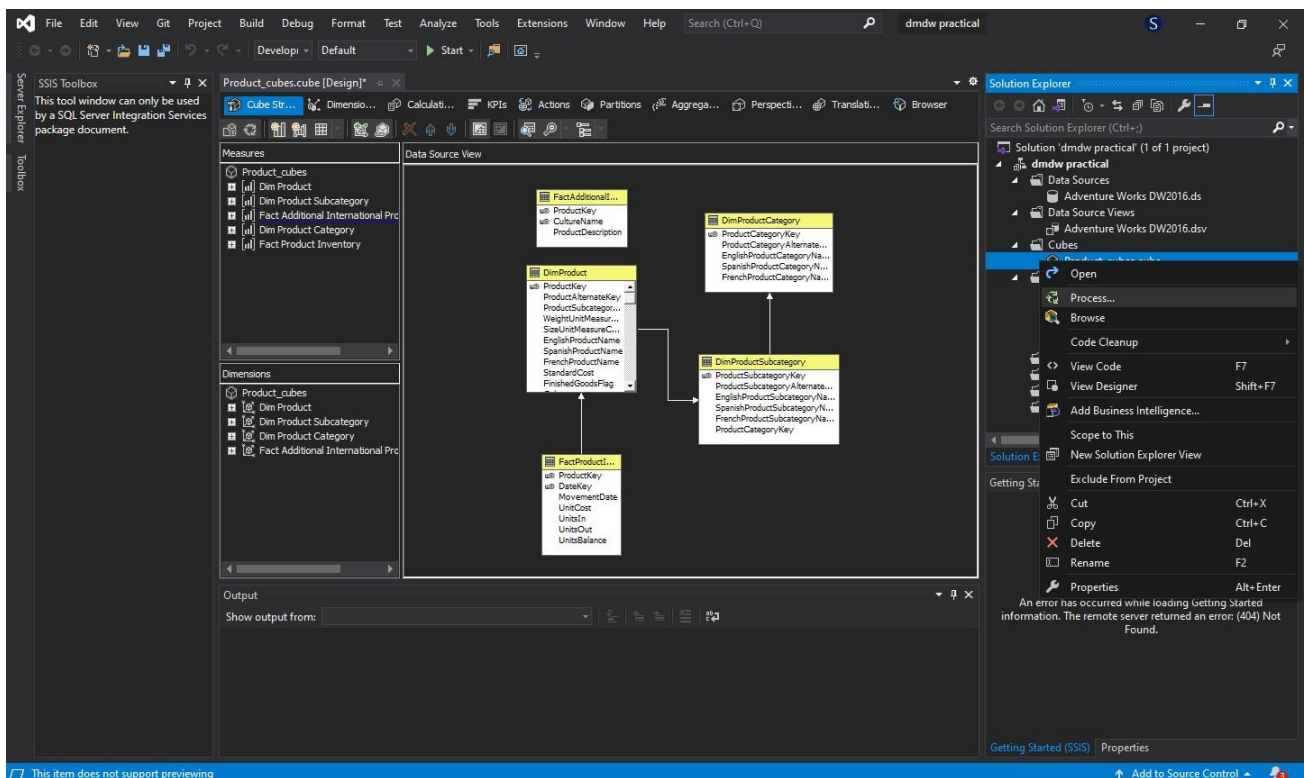 File Edit View Git Project Build Debug Format Test Analyze Tools Extensions Window Help Search (Ctrl+Q) dmdw practical S
Developi Default Start
Server Explorer
Toolbox
SSIS Toolbox
This tool window can only be used
by a SQL Server Integration Services
package document.
Product_cubes.cube [Design]*
Cube Str... Dimensio... Calculati... KPIs Actions Partitions Aggrega... Perspecti... Translati... Browser
Measures
Product_cubes
Dim Product
Dim Product Subcategory
Fact Additional International Prc
Dim Product Category
Fact Product Inventory
Dimensions
Product_cubes
Dim Product
Dim Product Subcategory
Dim Product Category
Fact Additional International Prc
Data Source View
FactAdditionalI...
ProductKey
CultureName
ProductDescription
DimProductCategory
ProductCategoryKey
ProductCategoryAlternate...
EnglishProductCategoryNa...
SpanishProductCategoryN...
FrenchProductCategoryNa...
DimProduct
ProductKey
ProductAlternateKey
ProductSubcategor...
WeightUnitMeasur...
SizeUnitMeasureC...
EnglishProductName
SpanishProductName
FrenchProductName
StandardCost
FinishedGoodsFlag
DimProductSubcategory
ProductSubcategoryKey
ProductSubcategoryAlternate...
EnglishProductSubcategoryNa...
SpanishProductSubcategoryN...
FrenchProductSubcategoryNa...
ProductCategoryKey
FactProductI...
ProductKey
DateKey
MovementDate
UnitCost
UnitsIn
UnitsOut
UnitsBalance
Output
Show output from:
Solution Explorer
Search Solution Explorer (Ctrl+;)
Solution 'dmdw practical' (1 of 1 project)
dmdw practical
Data Sources
Adventure Works DW2016.ds
Data Source Views
Adventure Works DW2016.dsv
Cubes
Product_cubes.cube
Open
Process...
Browse
Code Cleanup
View Code F7
View Designer Shift+F7
Add Business Intelligence...
Scope to This
New Solution Explorer View
Exclude From Project
Cut Ctrl+X
Copy Ctrl+C
Delete Del
Rename F2
Properties Alt+Enter
Solution E
Getting Sta
An error has occurred while loading Getting Started
information. The remote server returned an error: (404) Not
Found.
Getting Started (SSIS) Properties
This item does not support previewing
Add to Source Control